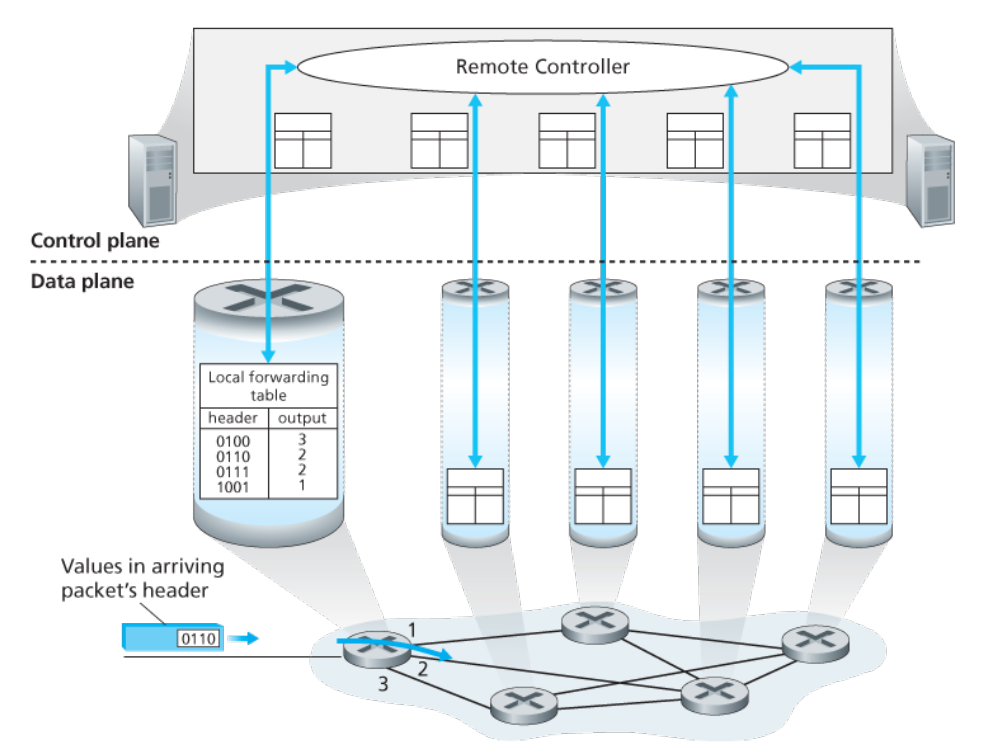 Remote Controller
Control plane
Data plane
Local forwarding
table
header output
0100 3
0110 2
0111 2
1001 1
Values in arriving
packet's header
0110
1
2
3